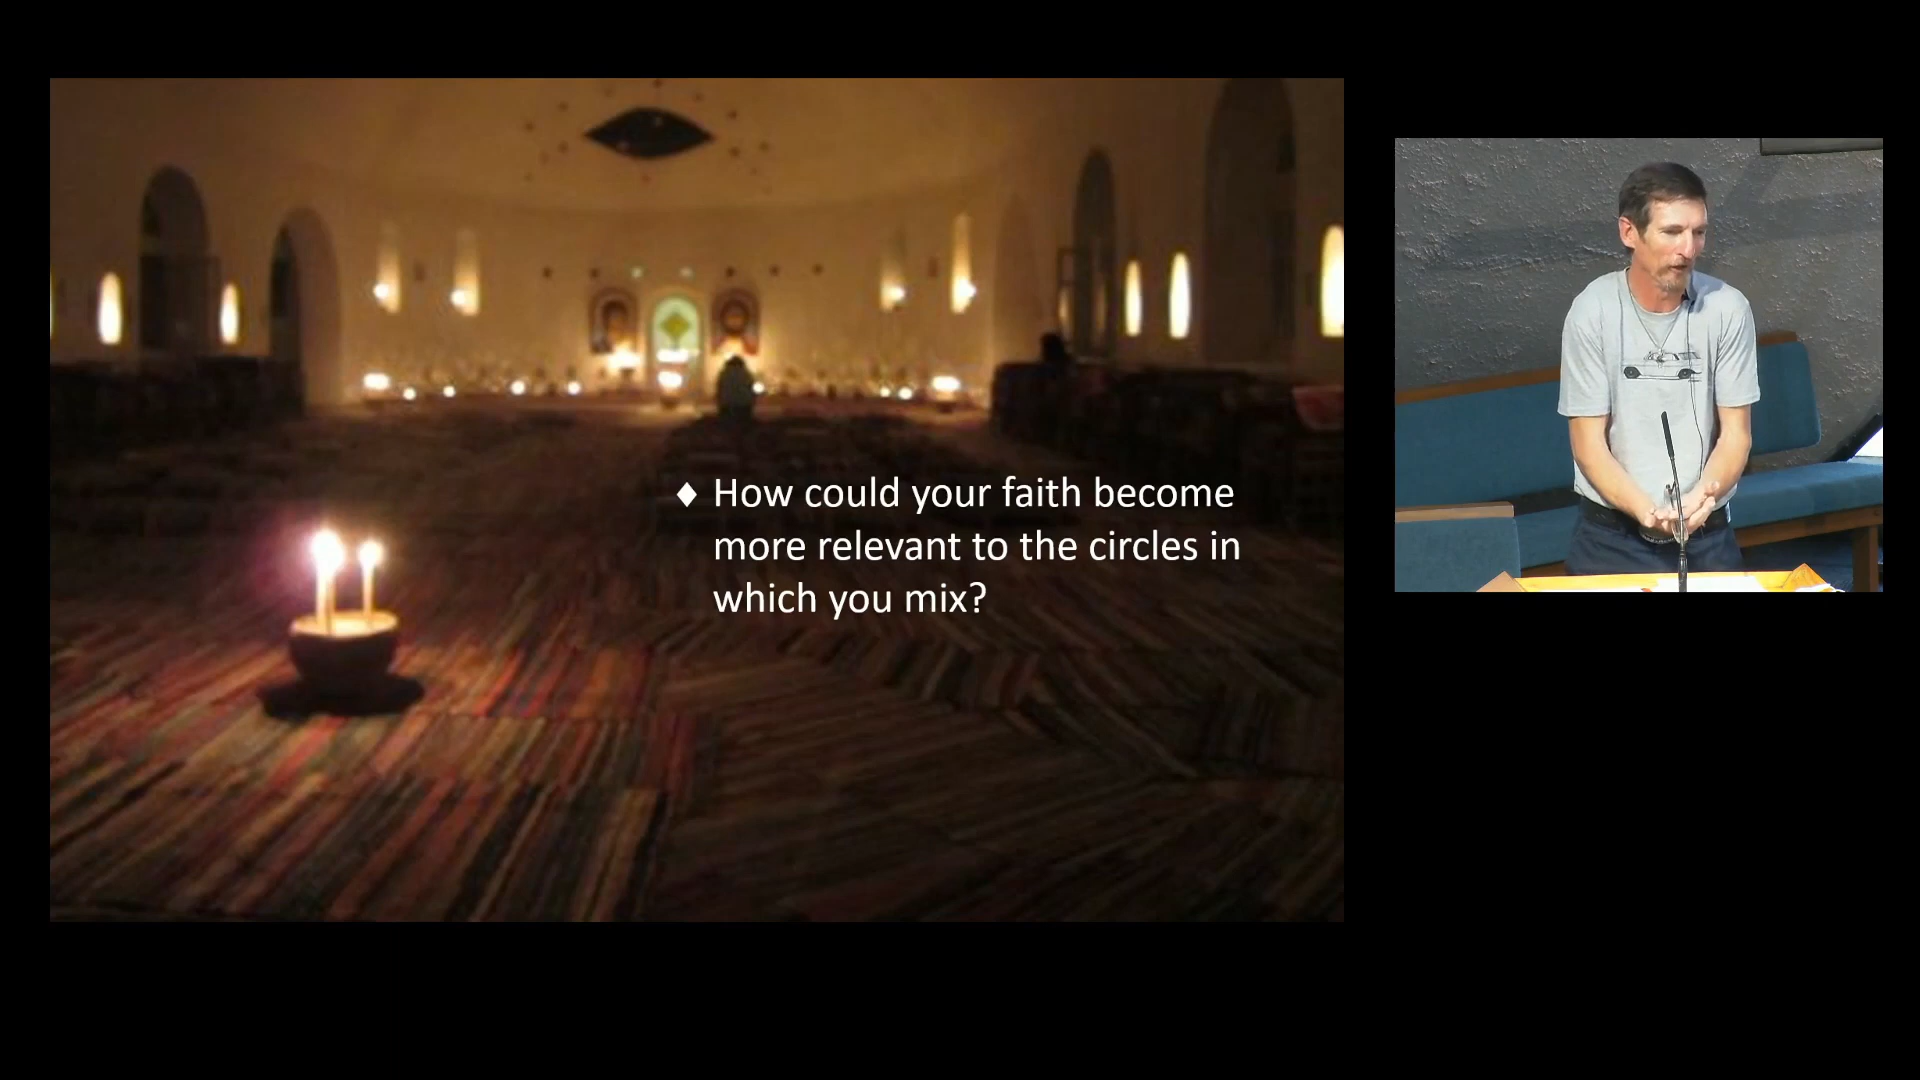 ♦ How could your faith become
more relevant to the circles in
which you mix?